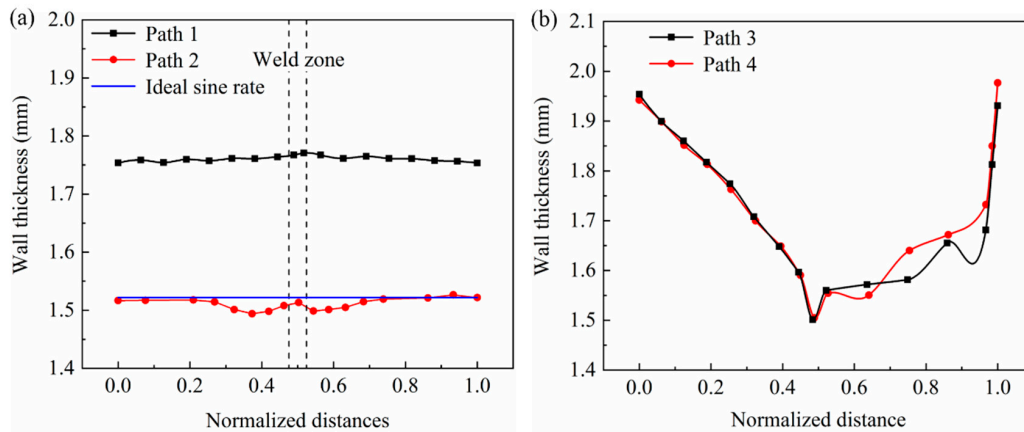 (a)
2.0
1.9
1.8
1.7
1.6
1.5
1.4
Wall thickness (mm)
Path 1
Path 2
Ideal sine rate
Weld zone
0.0 0.2 0.4 0.6 0.8 1.0
Normalized distances
(b)
2.1
2.0
1.9
1.8
1.7
1.6
1.5
1.4
Wall thickness (mm)
Path 3
Path 4
0.0 0.2 0.4 0.6 0.8 1.0
Normalized distance